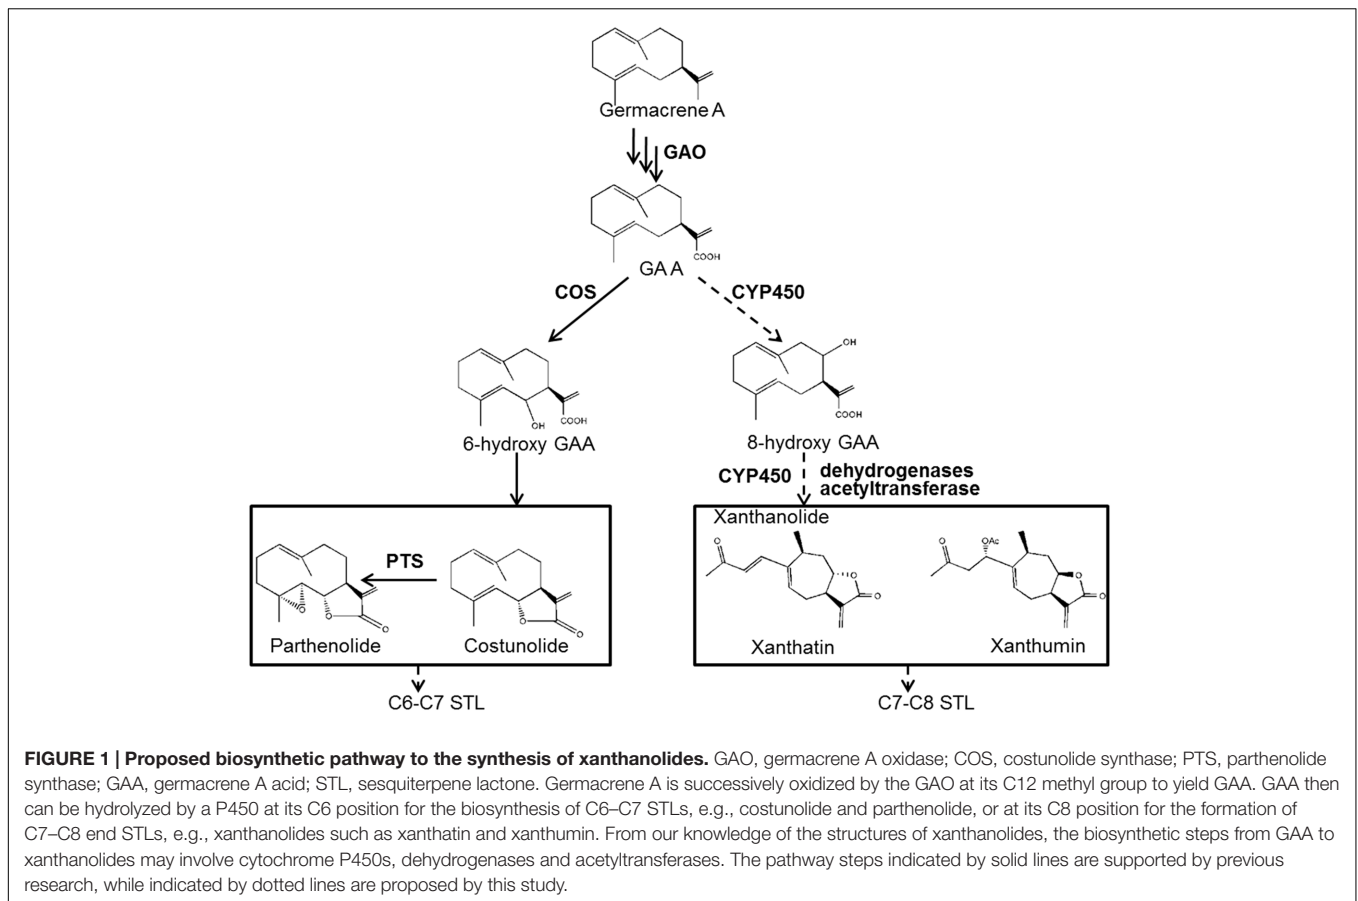 Germacrene A
GAO
COOH
GA A
COS
CYP450
OH
COOH
OH
COOH
6-hydroxy GAA
8-hydroxy GAA
CYP450
dehydrogenases
acetyltransferase
Xanthanolide
PTS
O
O
O
O
O
O
O
O
O
OAc
O
O
Parthenolide
Costunolide
Xanthatin
Xanthumin
C6-C7 STL
C7-C8 STL
FIGURE 1 | Proposed biosynthetic pathway to the synthesis of xanthanolides. GAO, germacrene A oxidase; COS, costunolide synthase; PTS, parthenolide
synthase; GAA, germacrene A acid; STL, sesquiterpene lactone. Germacrene A is successively oxidized by the GAO at its C12 methyl group to yield GAA. GAA then
can be hydrolyzed by a P450 at its C6 position for the biosynthesis of C6–C7 STLs, e.g., costunolide and parthenolide, or at its C8 position for the formation of
C7–C8 end STLs, e.g., xanthanolides such as xanthatin and xanthumin. From our knowledge of the structures of xanthanolides, the biosynthetic steps from GAA to
xanthanolides may involve cytochrome P450s, dehydrogenases and acetyltransferases. The pathway steps indicated by solid lines are supported by previous
research, while indicated by dotted lines are proposed by this study.